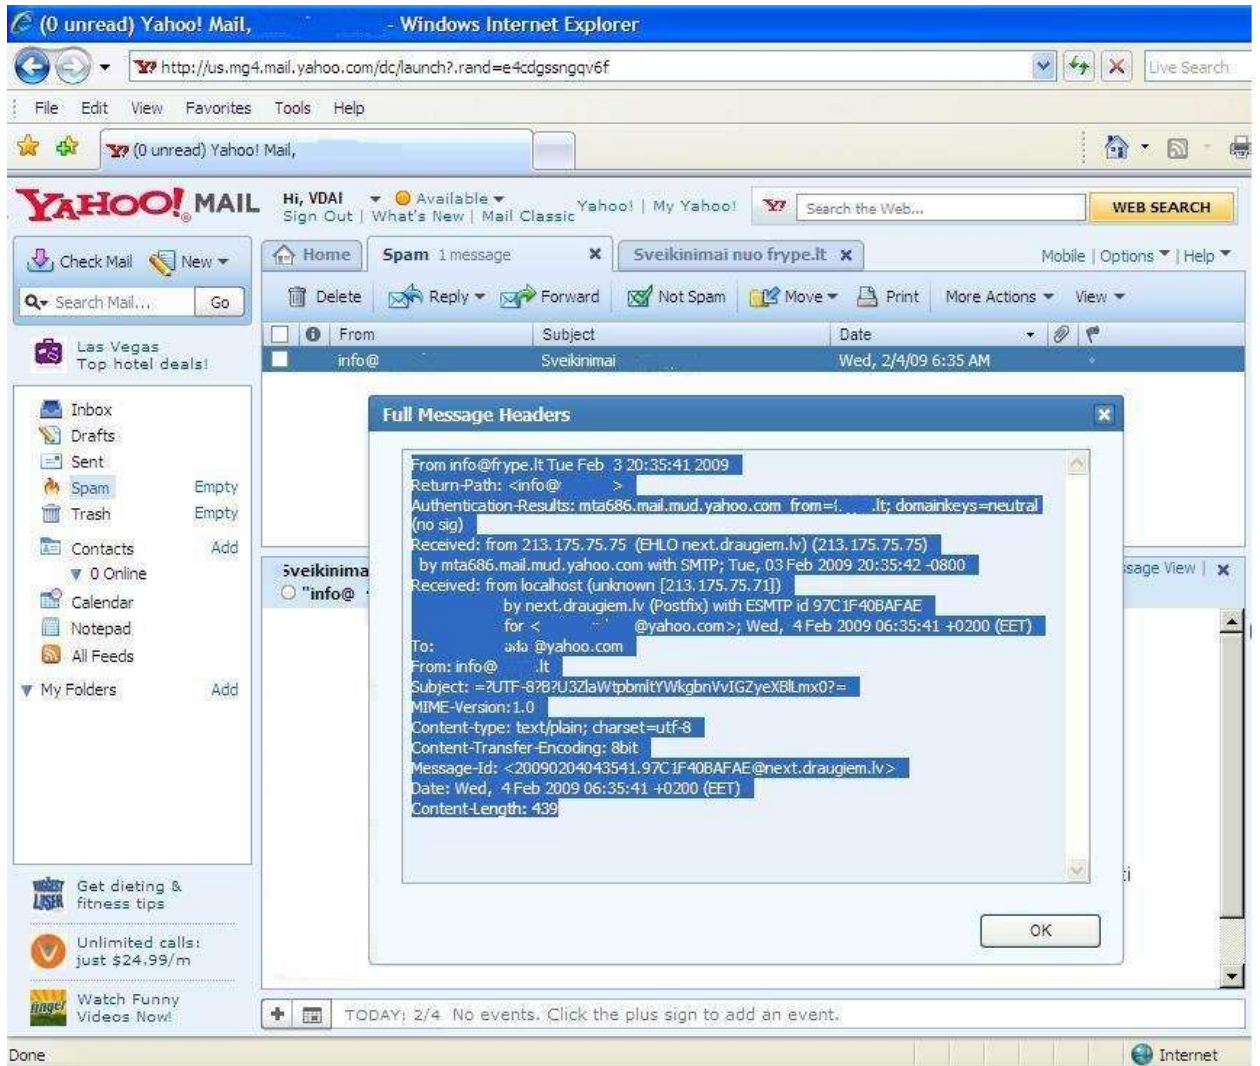 (0 unread) Yahoo! Mail, - Windows Internet Explorer
http://us.mg4.mail.yahoo.com/dc/launch?.rand=e4cdgssngqv6f
Live Search
File Edit View Favorites Tools Help
(0 unread) Yahoo! Mail,
YAHOO! MAIL
Hi, VDAI Available
Sign Out | What's New | Mail Classic
Yahoo! | My Yahoo!
Search the Web...
WEB SEARCH
Check Mail New
Search Mail... Go
Home
Spam 1 message
Sveikinimai nuo frype.lt
Mobile | Options | Help
Delete Reply Forward Not Spam Move Print More Actions View
From Subject Date
info@ Sveikinimai Wed, 2/4/09 6:35 AM
Las Vegas
Top hotel deals!
Inbox
Drafts
Sent
Spam Empty
Trash Empty
Contacts Add
0 Online
Calendar
Notepad
All Feeds
My Folders Add
Sveikinima
"info@
ssage View |
Full Message Headers
From info@frype.lt Tue Feb 3 20:35:41 2009
Return-Path: <info@ >
Authentication-Results: mta686.mail.mud.yahoo.com from= .lt; domainkeys=neutral
(no sig)
Received: from 213.175.75.75 (EHLO next.draugiem.lv) (213.175.75.75)
by mta686.mail.mud.yahoo.com with SMTP; Tue, 03 Feb 2009 20:35:42 -0800
Received: from localhost (unknown [213.175.75.71])
by next.draugiem.lv (Postfix) with ESMTP id 97C1F40BAFAE
for < @yahoo.com>; Wed, 4 Feb 2009 06:35:41 +0200 (EET)
To: @yahoo.com
From: info@ .lt
Subject: =?UTF-8?B?U3ZlaWtpbmltYWkgbnVvIGZyeXBlLmx0?=
MIME-Version:1.0
Content-type: text/plain; charset=utf-8
Content-Transfer-Encoding: 8bit
Message-Id: <20090204043541.97C1F40BAFAE@next.draugiem.lv>
Date: Wed, 4 Feb 2009 06:35:41 +0200 (EET)
Content-Length: 439
OK
ti
BIGGEST LOSER
Get dieting &
fitness tips
Unlimited calls:
just $24.99/m
Watch Funny
Videos Now!
TODAY: 2/4 No events. Click the plus sign to add an event.
Done
Internet